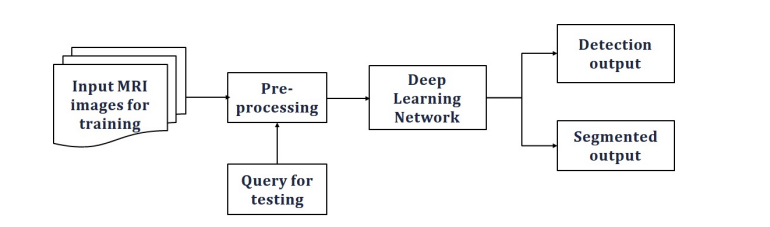 Input MRI
images for
training
Pre-
processing
Query for
testing
Deep
Learning
Network
Detection
output
Segmented
output